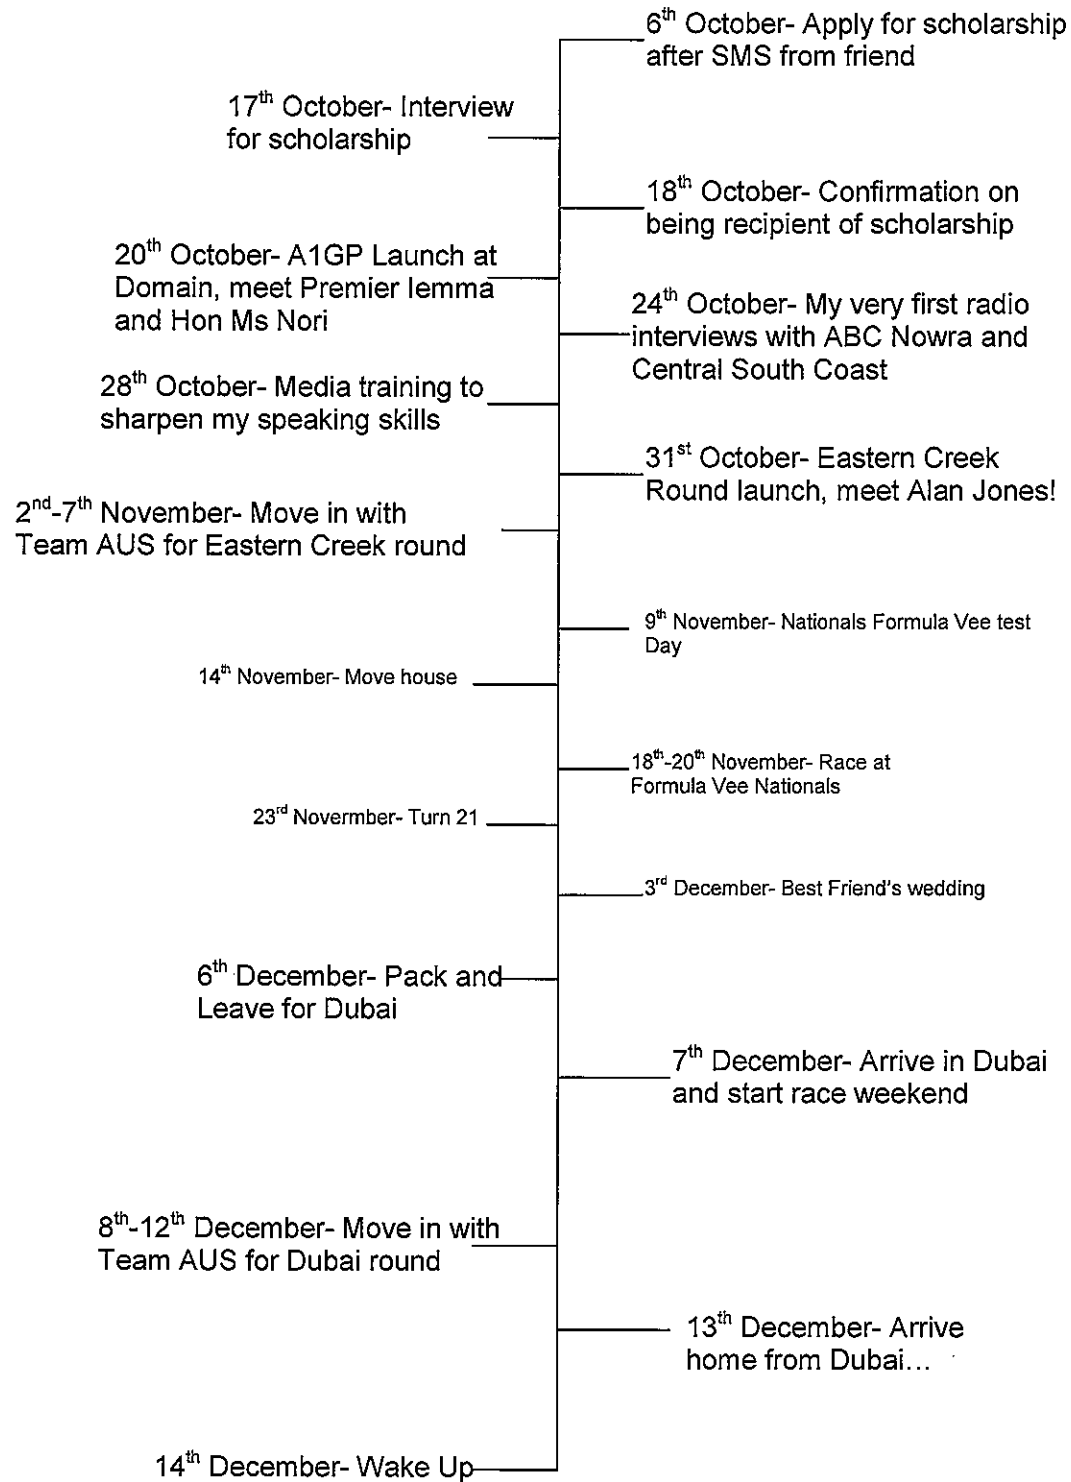 6th October- Apply for scholarship
after SMS from friend
17th October- Interview
for scholarship
18th October- Confirmation on
being recipient of scholarship
20th October- A1GP Launch at
Domain, meet Premier Iemma
and Hon Ms Nori
24th October- My very first radio
interviews with ABC Nowra and
Central South Coast
28th October- Media training to
sharpen my speaking skills
31st October- Eastern Creek
Round launch, meet Alan Jones!
2nd-7th November- Move in with
Team AUS for Eastern Creek round
9th November- Nationals Formula Vee test
Day
14th November- Move house
18th-20th November- Race at
Formula Vee Nationals
23rd Novermber- Turn 21
3rd December- Best Friend's wedding
6th December- Pack and
Leave for Dubai
7th December- Arrive in Dubai
and start race weekend
8th-12th December- Move in with
Team AUS for Dubai round
13th December- Arrive
home from Dubai...
14th December- Wake Up